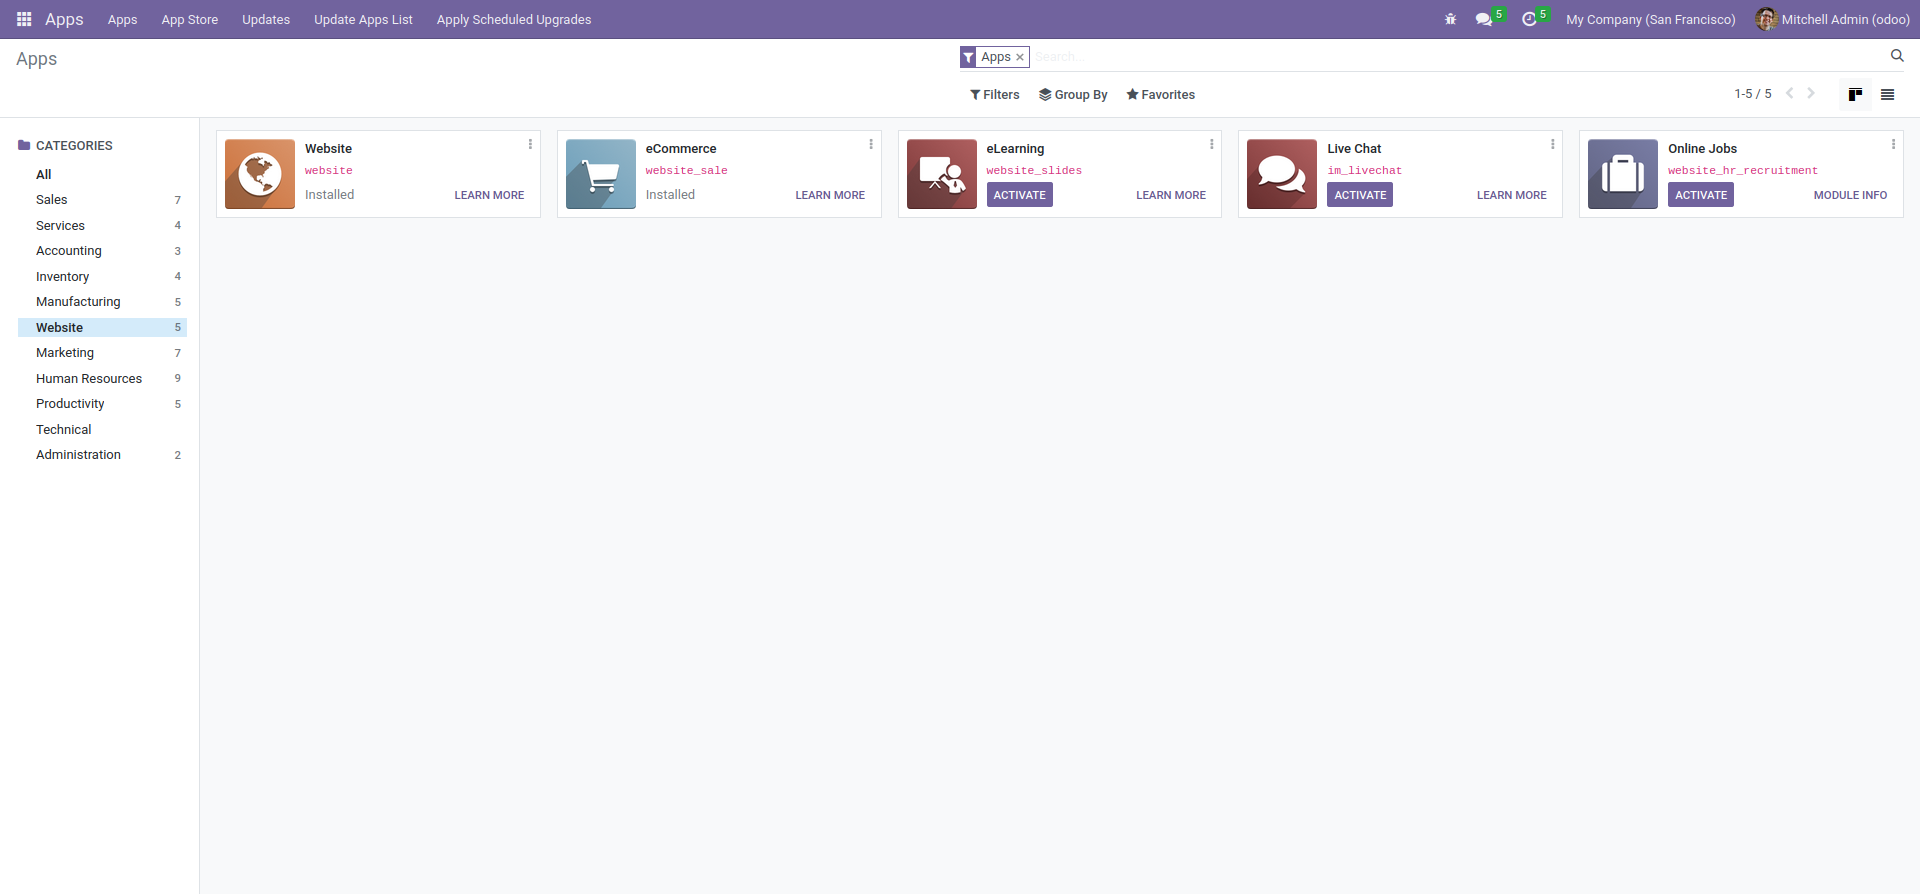 Apps Apps App Store Updates Update Apps List Apply Scheduled Upgrades 5 5 My Company (San Francisco) Mitchell Admin (odoo)
Apps
Apps × Search...
Filters Group By Favorites 1-5 / 5
CATEGORIES
All
Sales 7
Services 4
Accounting 3
Inventory 4
Manufacturing 5
Website 5
Marketing 7
Human Resources 9
Productivity 5
Technical
Administration 2
Website
website
Installed LEARN MORE
eCommerce
website_sale
Installed LEARN MORE
eLearning
website_slides
ACTIVATE LEARN MORE
Live Chat
im_livechat
ACTIVATE LEARN MORE
Online Jobs
website_hr_recruitment
ACTIVATE MODULE INFO